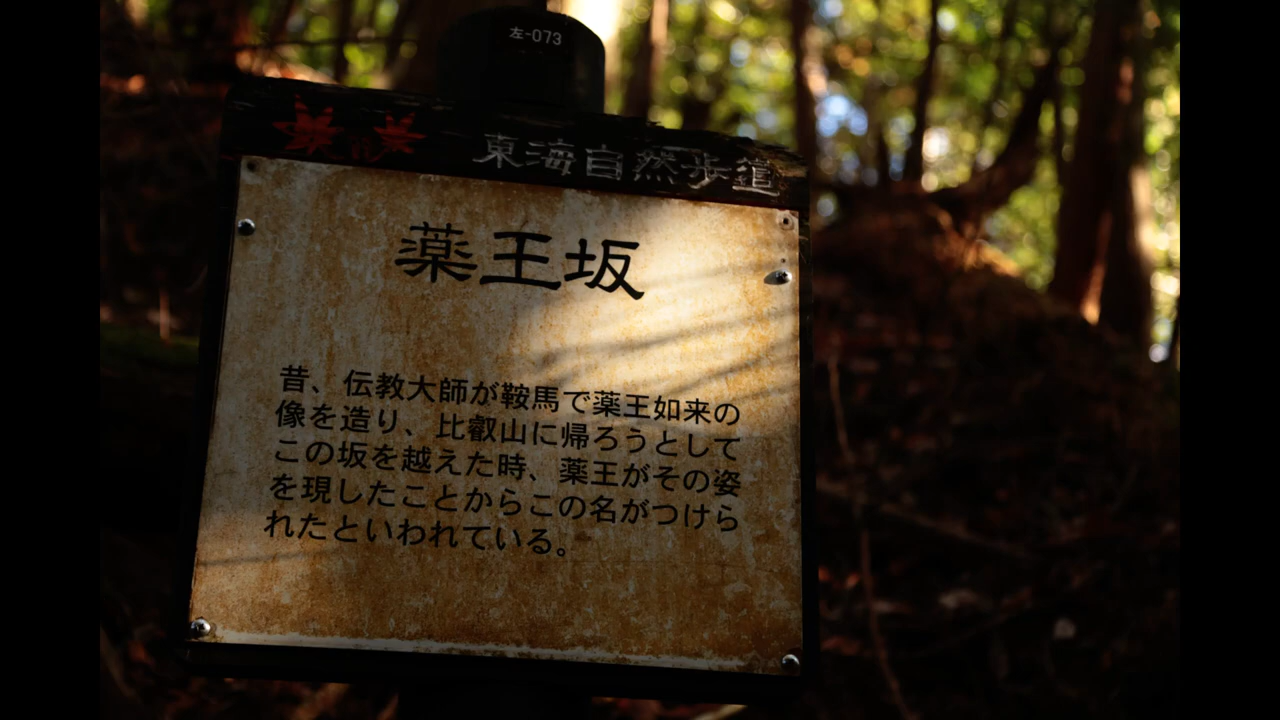 左-073
東海自然歩道
薬王坂
昔、伝教大師が鞍馬で薬王如来の
像を造り、比叡山に帰ろうとして
この坂を越えた時、薬王がその姿
を現したことからこの名がつけら
れたといわれている。